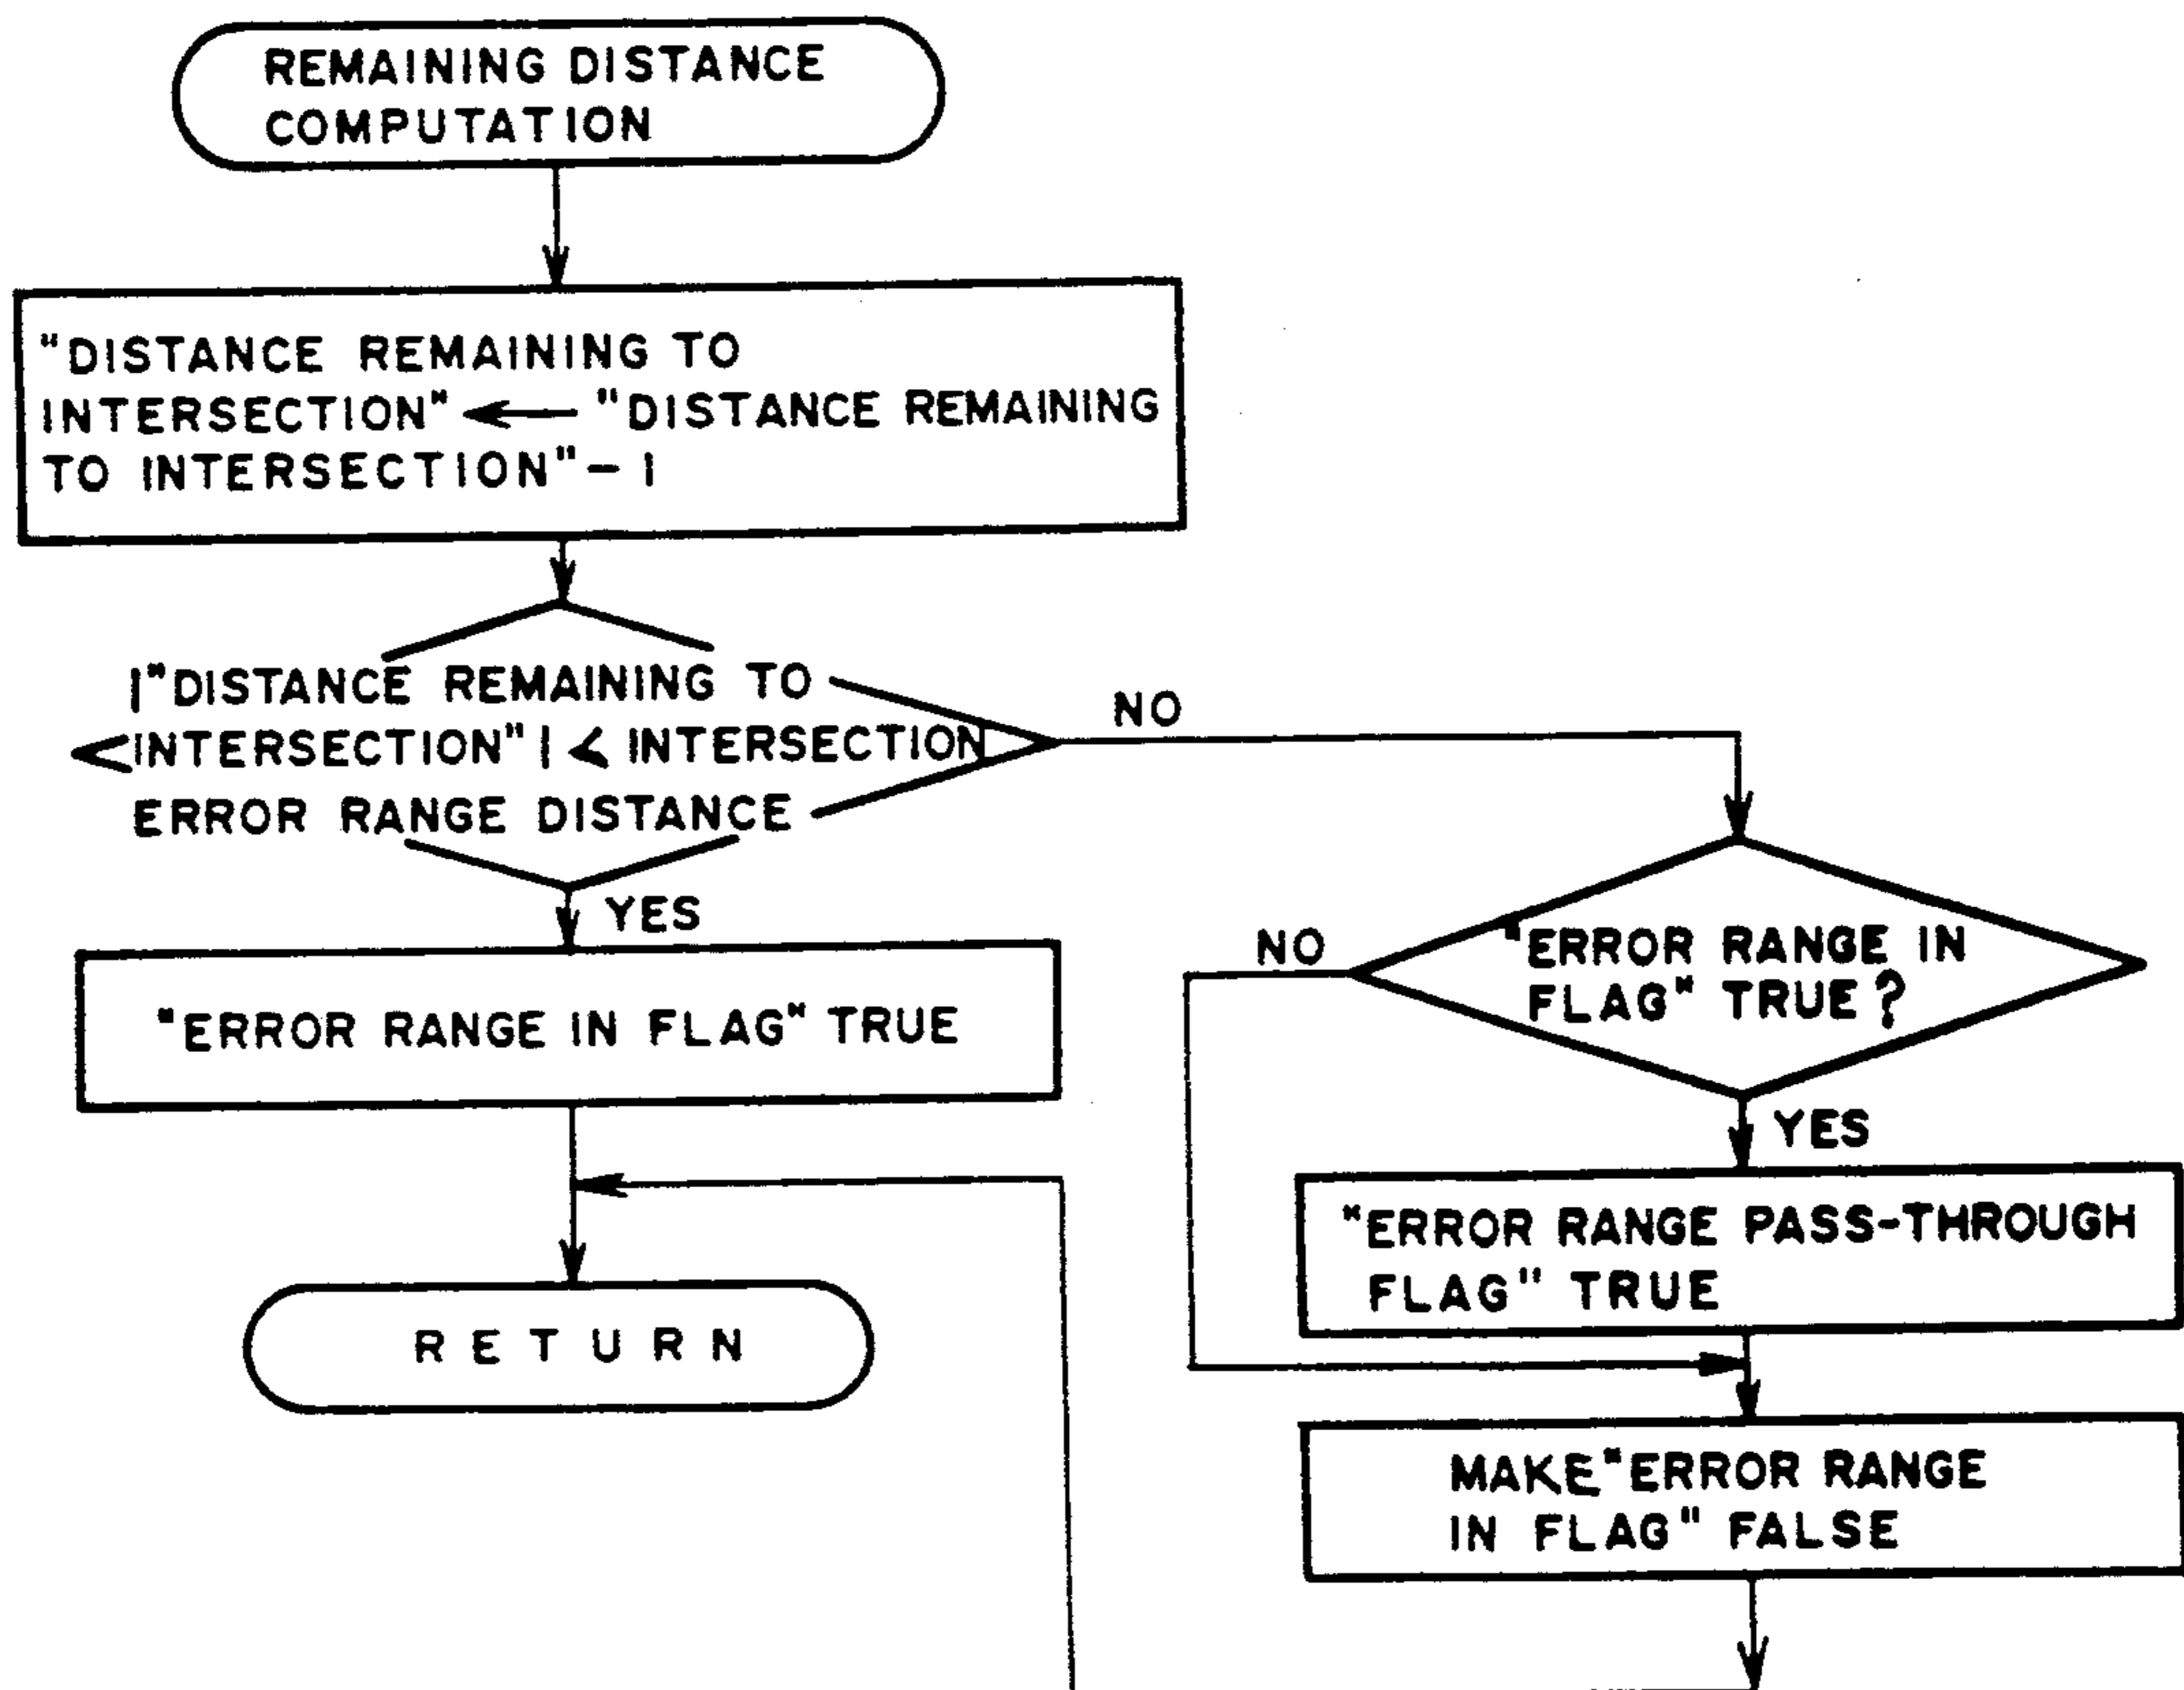 REMAINING DISTANCE
COMPUTATION
"DISTANCE REMAINING TO
INTERSECTION" ← "DISTANCE REMAINING
TO INTERSECTION" - 1
|"DISTANCE REMAINING TO
INTERSECTION" | < INTERSECTION
ERROR RANGE DISTANCE
NO
YES
"ERROR RANGE IN FLAG" TRUE
RETURN
"ERROR RANGE IN
FLAG" TRUE ?
NO
YES
"ERROR RANGE PASS-THROUGH
FLAG" TRUE
MAKE "ERROR RANGE
IN FLAG" FALSE